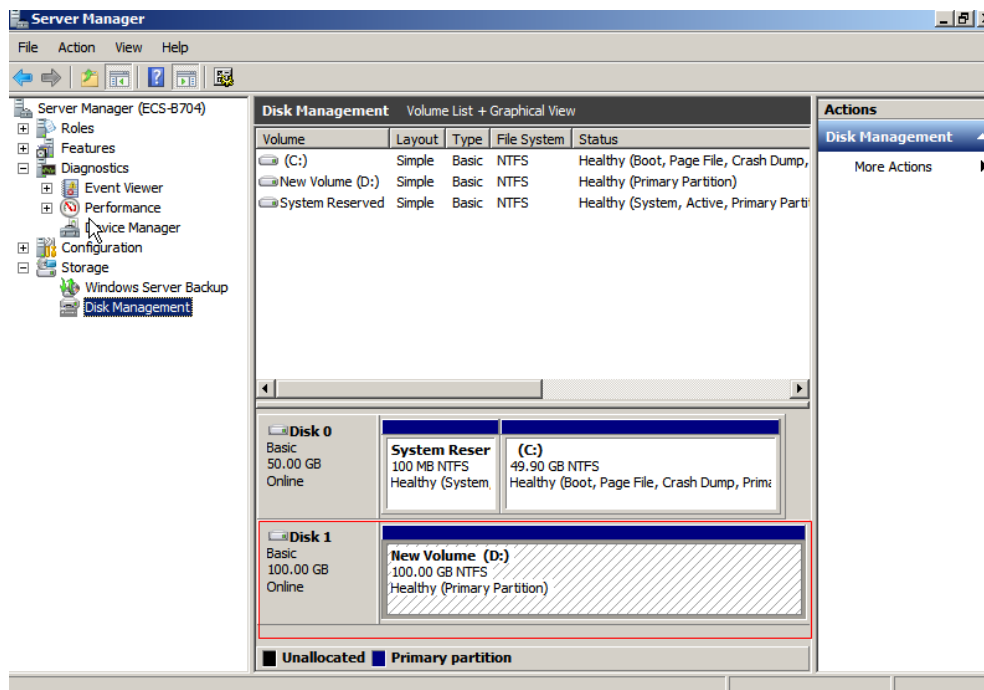 Server Manager
File Action View Help
Server Manager (ECS-B704)
Roles
Features
Diagnostics
Event Viewer
Performance
Device Manager
Configuration
Storage
Windows Server Backup
Disk Management
Disk Management Volume List + Graphical View
Volume Layout Type File System Status
(C:) Simple Basic NTFS Healthy (Boot, Page File, Crash Dump,
New Volume (D:) Simple Basic NTFS Healthy (Primary Partition)
System Reserved Simple Basic NTFS Healthy (System, Active, Primary Parti
Disk 0
Basic
50.00 GB
Online
System Reser
100 MB NTFS
Healthy (System,
(C:)
49.90 GB NTFS
Healthy (Boot, Page File, Crash Dump, Prima
Disk 1
Basic
100.00 GB
Online
New Volume (D:)
100.00 GB NTFS
Healthy (Primary Partition)
Unallocated Primary partition
Actions
Disk Management
More Actions